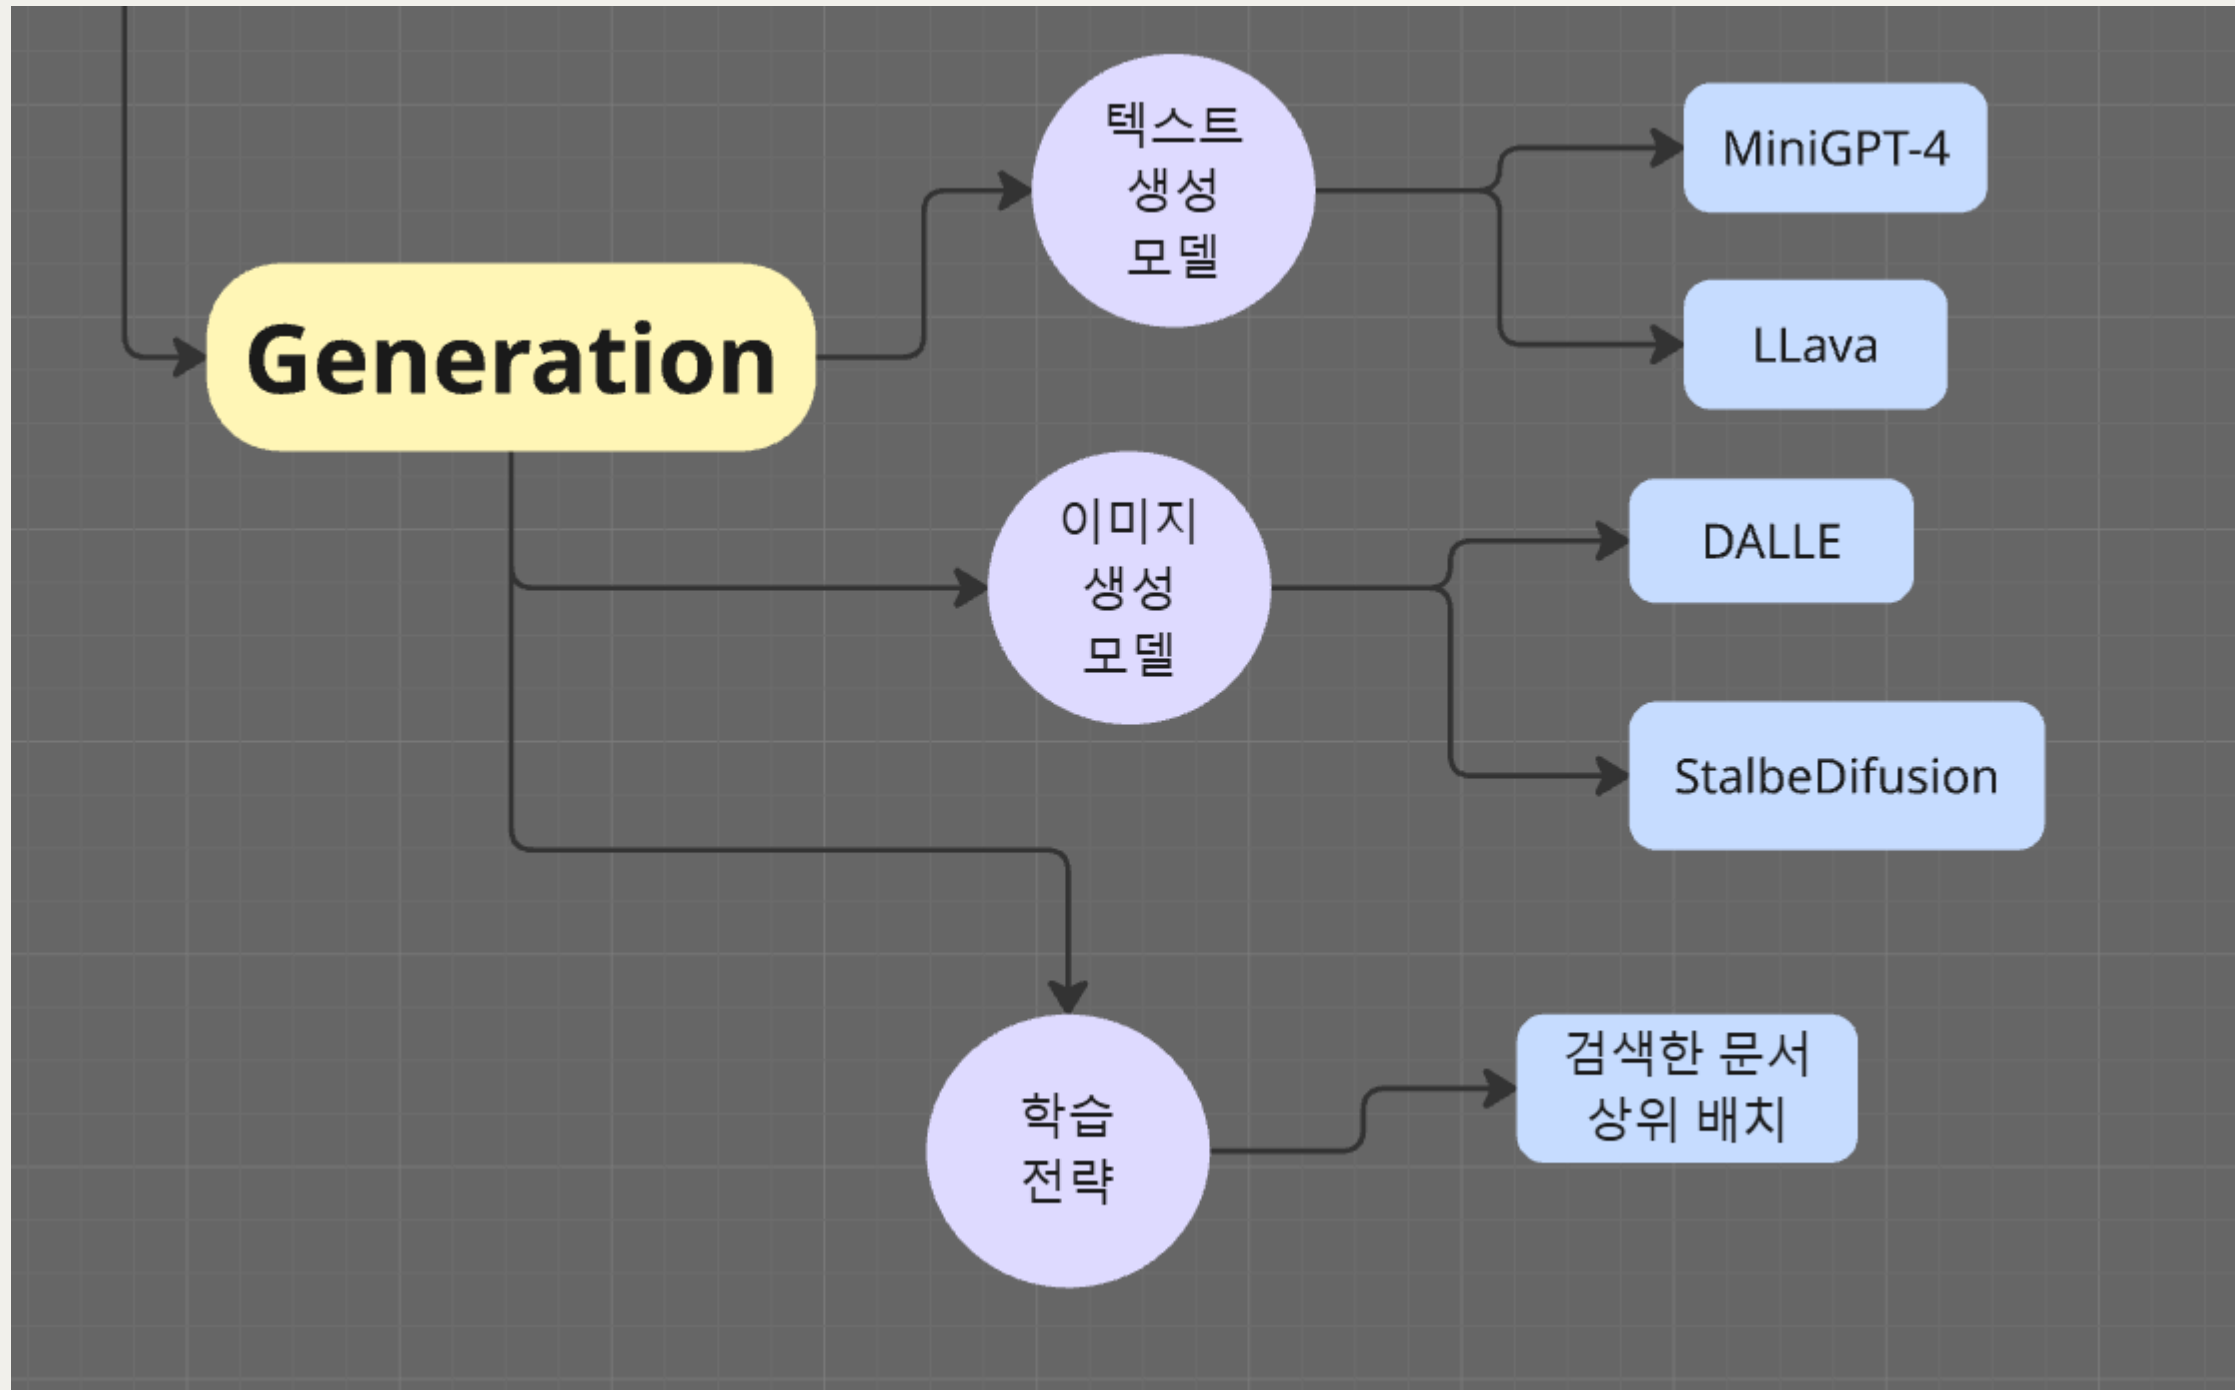 텍스트
생성
모델
MiniGPT-4
LLava
Generation
이미지
생성
모델
DALLE
StalbeDifusion
학습
전략
검색한 문서
상위 배치